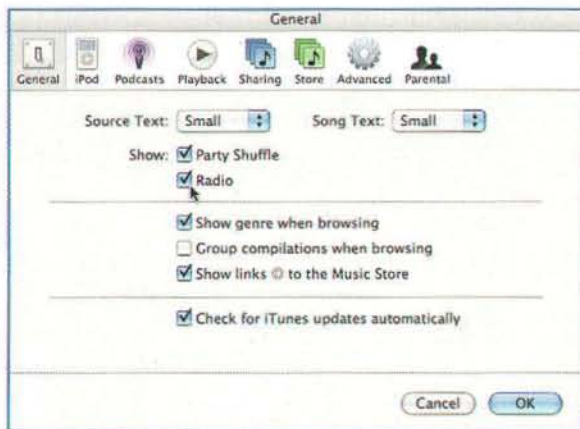 General
General iPod Podcasts Playback Sharing Store Advanced Parental
Source Text: Small Song Text: Small
Show: Party Shuffle
Radio
Show genre when browsing
Group compilations when browsing
Show links to the Music Store
Check for iTunes updates automatically
Cancel OK